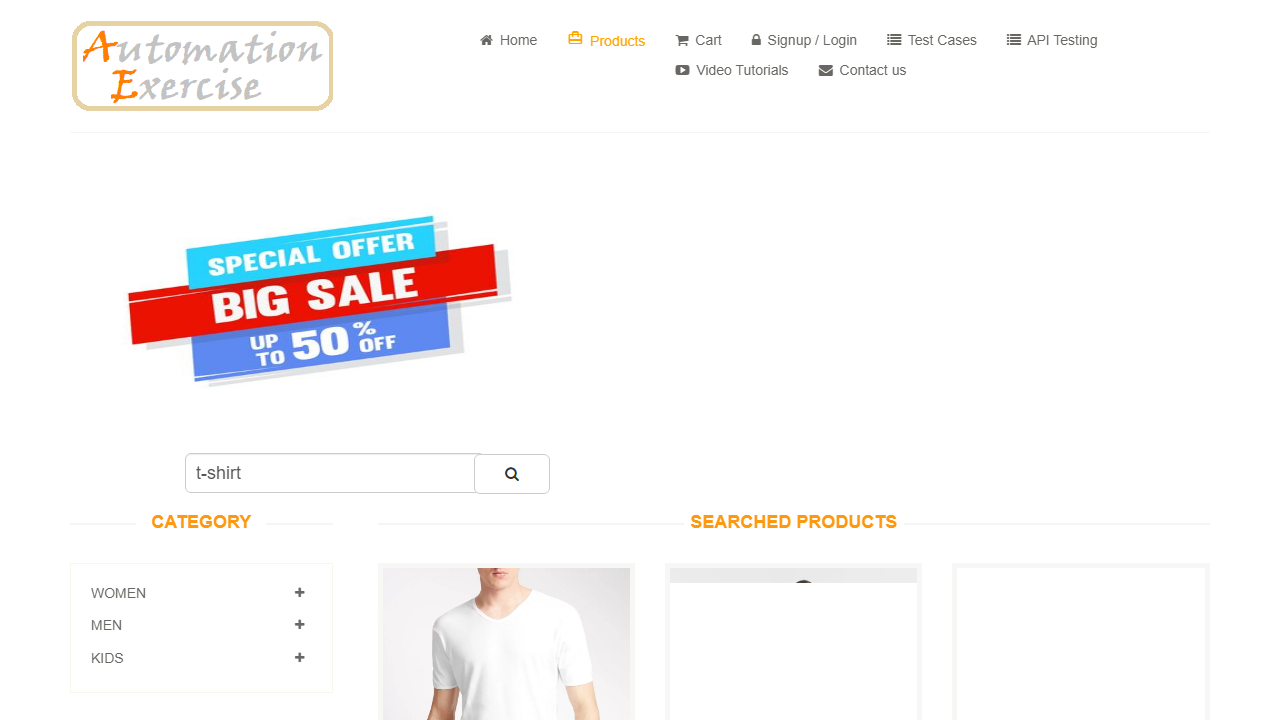 Automation
Exercise
Home
Products
Cart
Signup / Login
Test Cases
API Testing
Video Tutorials
Contact us
SPECIAL OFFER
BIG SALE
UP TO 50% OFF
t-shirt
CATEGORY
SEARCHED PRODUCTS
WOMEN
MEN
KIDS